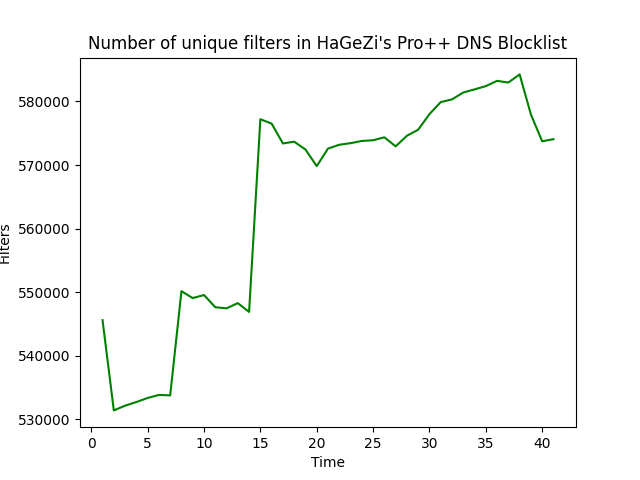 Number of unique filters in HaGeZi's Pro++ DNS Blocklist
580000
570000
560000
550000
540000
530000
Filters
0 5 10 15 20 25 30 35 40
Time